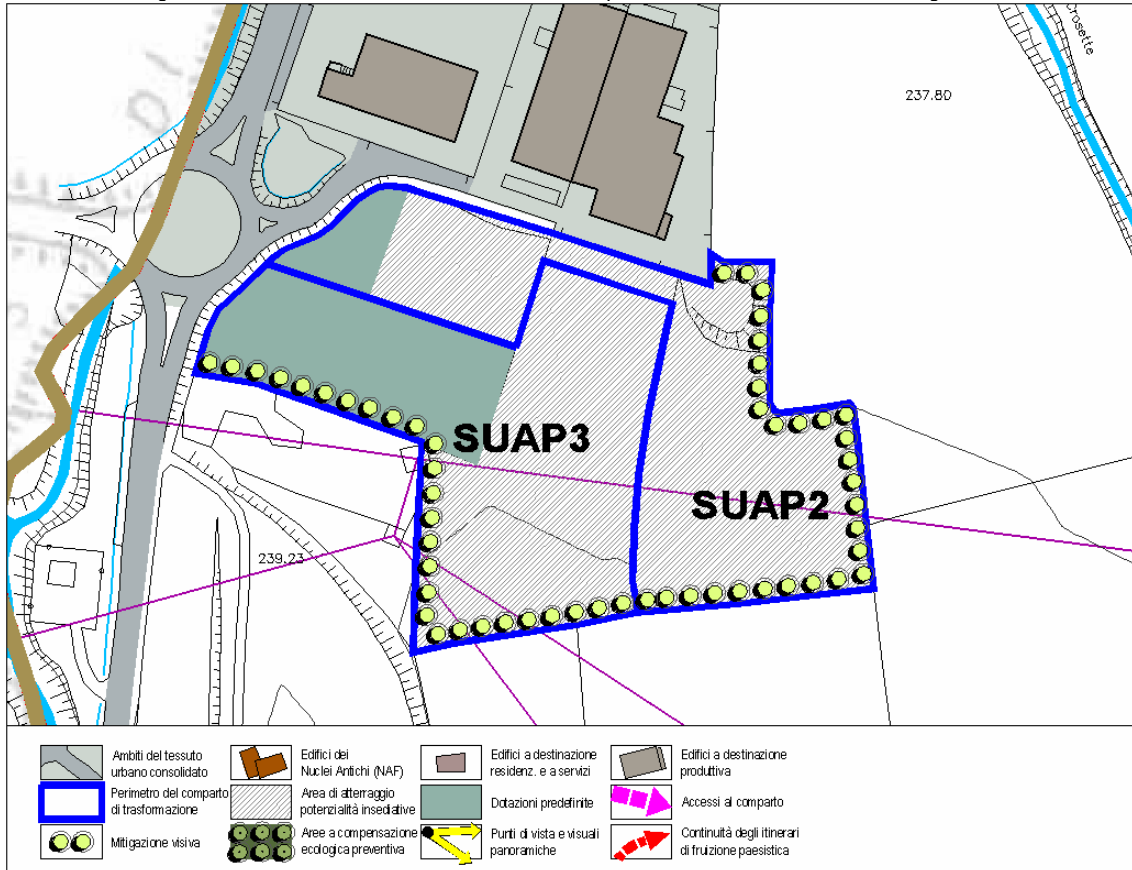 Crosette
237.80
SUAP3
SUAP2
239.23
Ambiti del tessuto
urbano consolidato
Edifici dei
Nuclei Antichi (NAF)
Edifici a destinazione
residenz. e a servizi
Edifici a destinazione
produttiva
Perimetro del comparto
di trasformazione
Area di atterraggio
potenzialità insediative
Dotazioni predefinite
Accessi al comparto
Mitigazione visiva
Aree a compensazione
ecologica preventiva
Punti di vista e visuali
panoramiche
Continuità degli itinerari
di fruizione paesistica